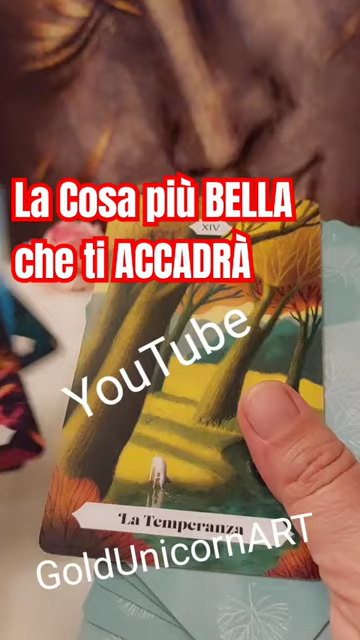 La Cosa più BELLA
XIV
che ti ACCADRÀ
YouTube
La Temperanza
GoldUnicornART